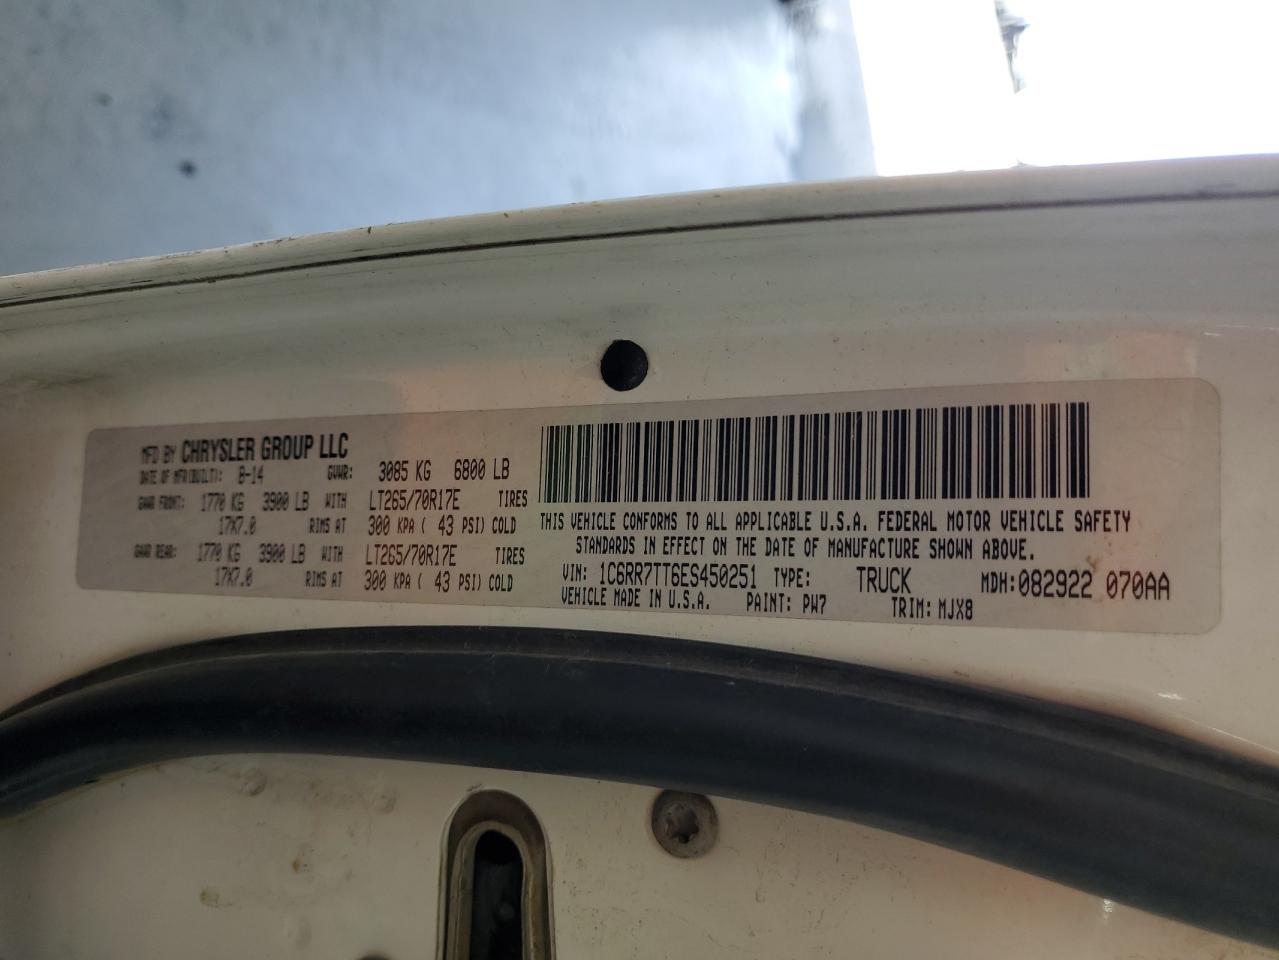 MFD BY CHRYSLER GROUP LLC
DATE OF MFR(BUILT): 8-14 GVWR: 3085 KG 6800 LB
GAWR FRONT: 1770 KG 3900 LB WITH LT265/70R17E TIRES
17X7.0 RIMS AT 300 KPA ( 43 PSI) COLD
GAWR REAR: 1770 KG 3900 LB WITH LT265/70R17E TIRES
17X7.0 RIMS AT 300 KPA ( 43 PSI) COLD
THIS VEHICLE CONFORMS TO ALL APPLICABLE U.S.A. FEDERAL MOTOR VEHICLE SAFETY
STANDARDS IN EFFECT ON THE DATE OF MANUFACTURE SHOWN ABOVE.
VIN: 1C6RR7TT6ES450251 TYPE: TRUCK MDH:082922 070AA
VEHICLE MADE IN U.S.A. PAINT: PW7 TRIM: MJX8